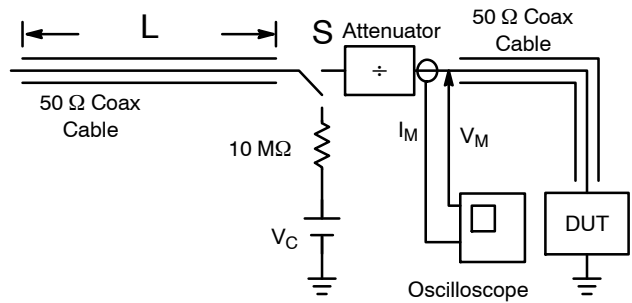 L
S
Attenuator
÷
50 Ω Coax
Cable
50 Ω Coax
Cable
10 MΩ
I_M
V_M
V_C
DUT
Oscilloscope